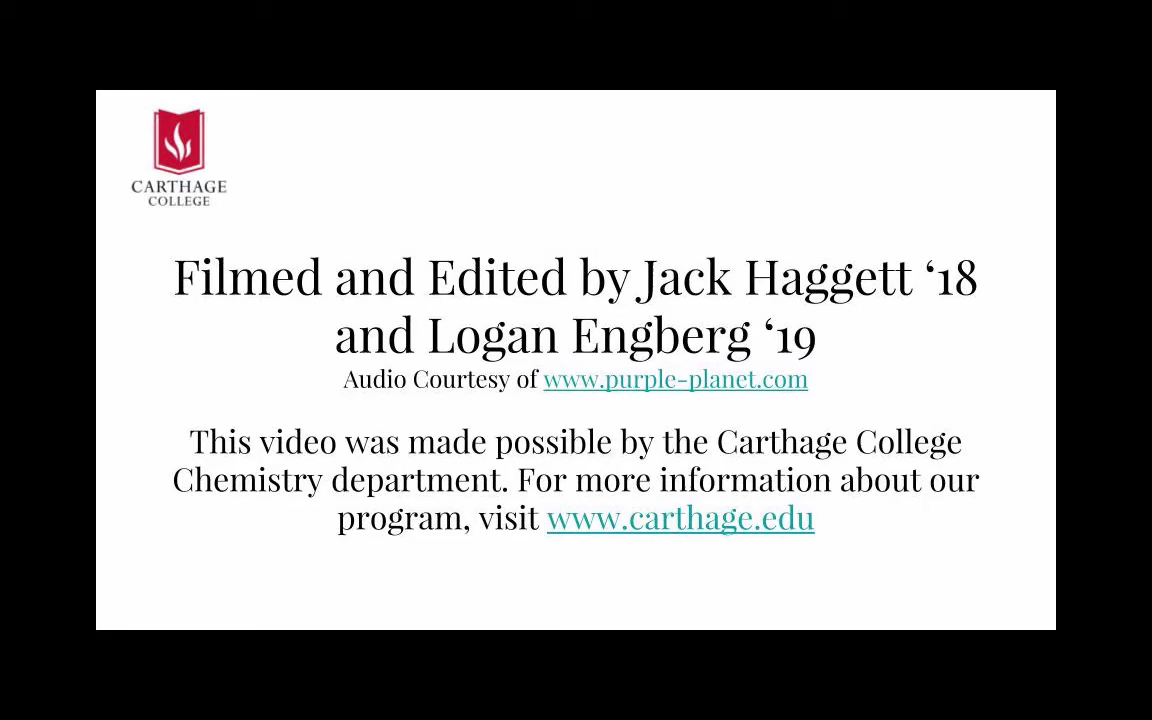 CARTHAGE
COLLEGE
Filmed and Edited by Jack Haggett ‘18
and Logan Engberg ‘19
Audio Courtesy of www.purple-planet.com
This video was made possible by the Carthage College
Chemistry department. For more information about our
program, visit www.carthage.edu